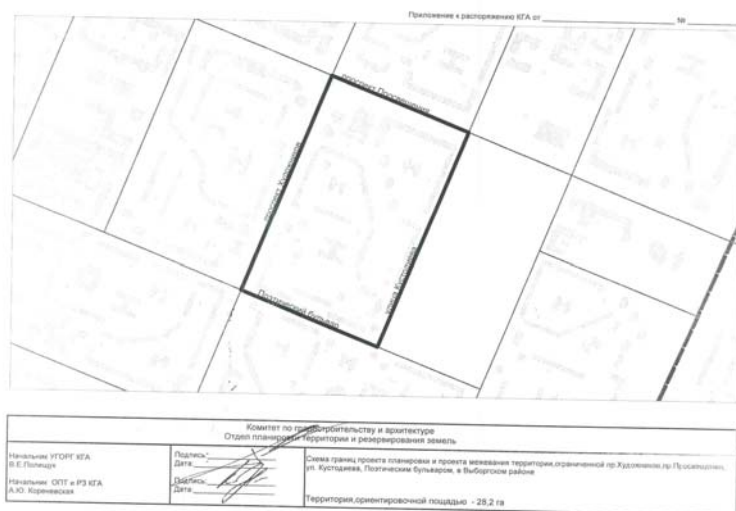 Приложение к распоряжению КГА от ____________ № ______
проспект Просвещения
проспект Художников
улица Кустодиева
Поэтический бульвар
Комитет по градостроительству и архитектуре
Отдел планировки территории и резервирования земель
Начальник УГОРГ КГА
В.Е.Полищук
Подпись:
Дата:
Начальник ОПТ и РЗ КГА
А.Ю. Кореневская
Подпись:
Дата:
Схема границ проекта планировки и проекта межевания территории,ограниченной пр.Художников,пр.Просвещения,
ул. Кустодиева, Поэтическим бульваром, в Выборгском районе
Территория,ориентировочной пощадью - 28,2 га